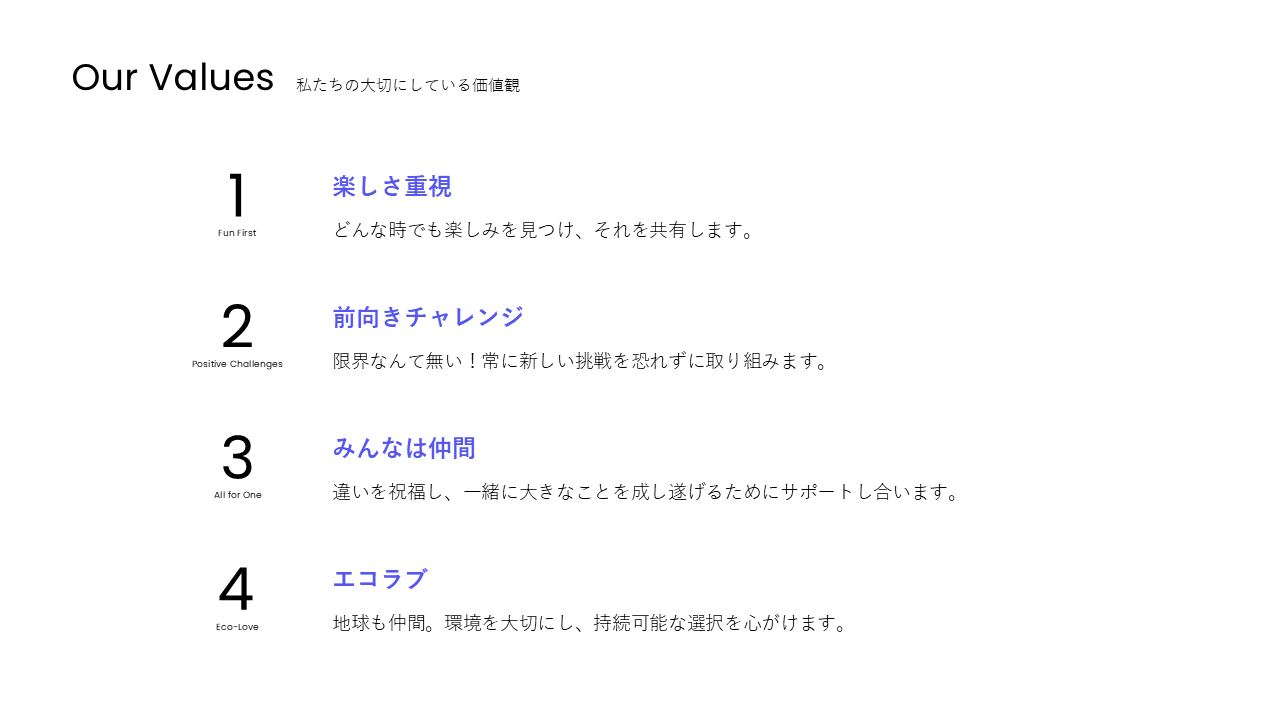 Our Values 私たちの大切にしている価値観
1
Fun First
楽しさ重視
どんな時でも楽しみを見つけ、それを共有します。
2
Positive Challenges
前向きチャレンジ
限界なんて無い！常に新しい挑戦を恐れずに取り組みます。
3
All for One
みんなは仲間
違いを祝福し、一緒に大きなことを成し遂げるためにサポートし合います。
4
Eco-Love
エコラブ
地球も仲間。環境を大切にし、持続可能な選択を心がけます。